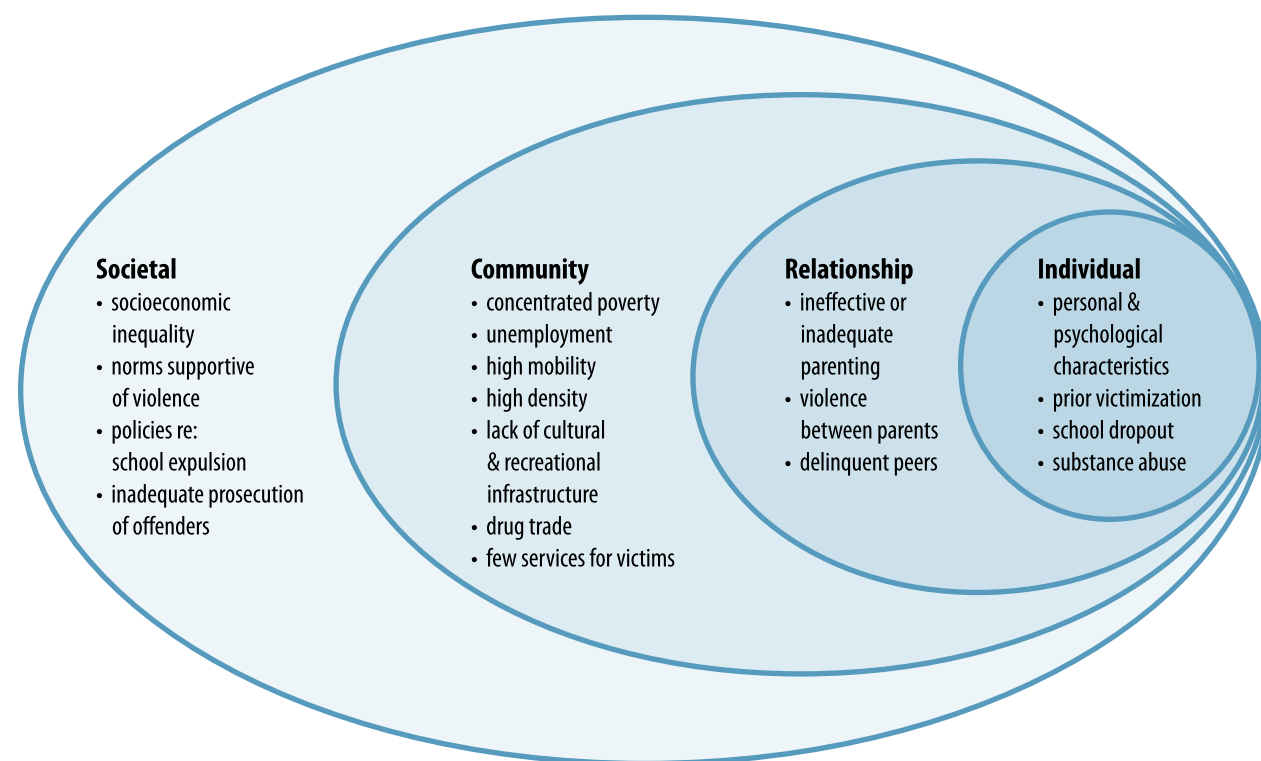 Societal
• socioeconomic
inequality
• norms supportive
of violence
• policies re:
school expulsion
• inadequate prosecution
of offenders
Community
• concentrated poverty
• unemployment
• high mobility
• high density
• lack of cultural
& recreational
infrastructure
• drug trade
• few services for victims
Relationship
• ineffective or
inadequate
parenting
• violence
between parents
• delinquent peers
Individual
• personal &
psychological
characteristics
• prior victimization
• school dropout
• substance abuse